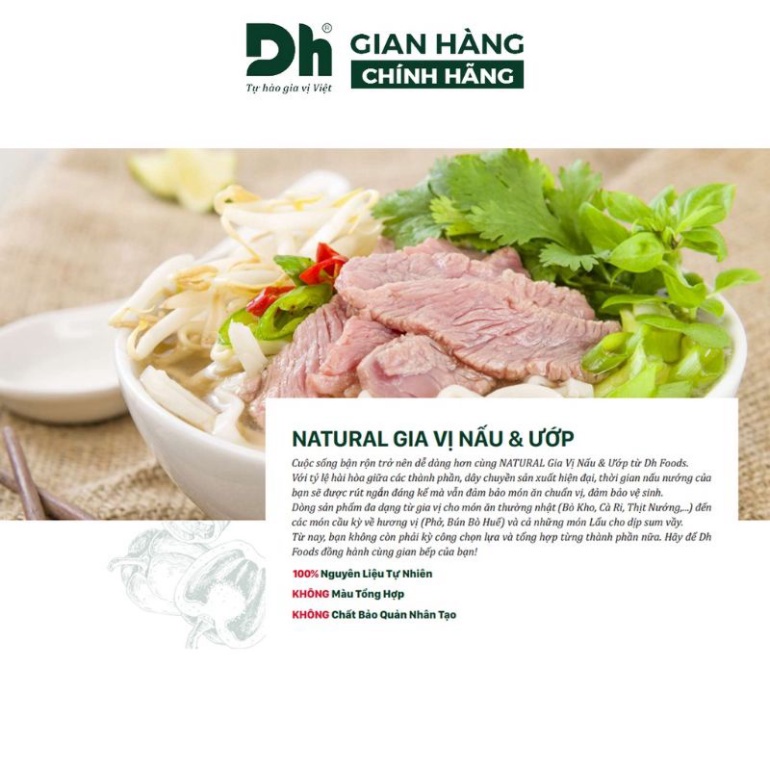 Dh®
Tự hào gia vị Việt
GIAN HÀNG
CHÍNH HÃNG
NATURAL GIA VỊ NẤU & ƯỚP
Cuộc sống bận rộn trở nên dễ dàng hơn cùng NATURAL Gia Vị Nấu & Ướp từ Dh Foods.
Với tỷ lệ hài hòa giữa các thành phần, dây chuyền sản xuất hiện đại, thời gian nấu nướng của
bạn sẽ được rút ngắn đáng kể mà vẫn đảm bảo món ăn chuẩn vị, đảm bảo vệ sinh.
Dòng sản phẩm đa dạng từ gia vị cho món ăn thường nhật (Bò Kho, Cà Ri, Thịt Nướng,...) đến
các món cầu kỳ về hương vị (Phở, Bún Bò Huế) và cả những món Lẩu cho dịp sum vầy.
Từ nay, bạn không còn phải kỳ công chọn lựa và tổng hợp từng thành phần nữa. Hãy để Dh
Foods đồng hành cùng gian bếp của bạn!
100% Nguyên Liệu Tự Nhiên
KHÔNG Màu Tổng Hợp
KHÔNG Chất Bảo Quản Nhân Tạo